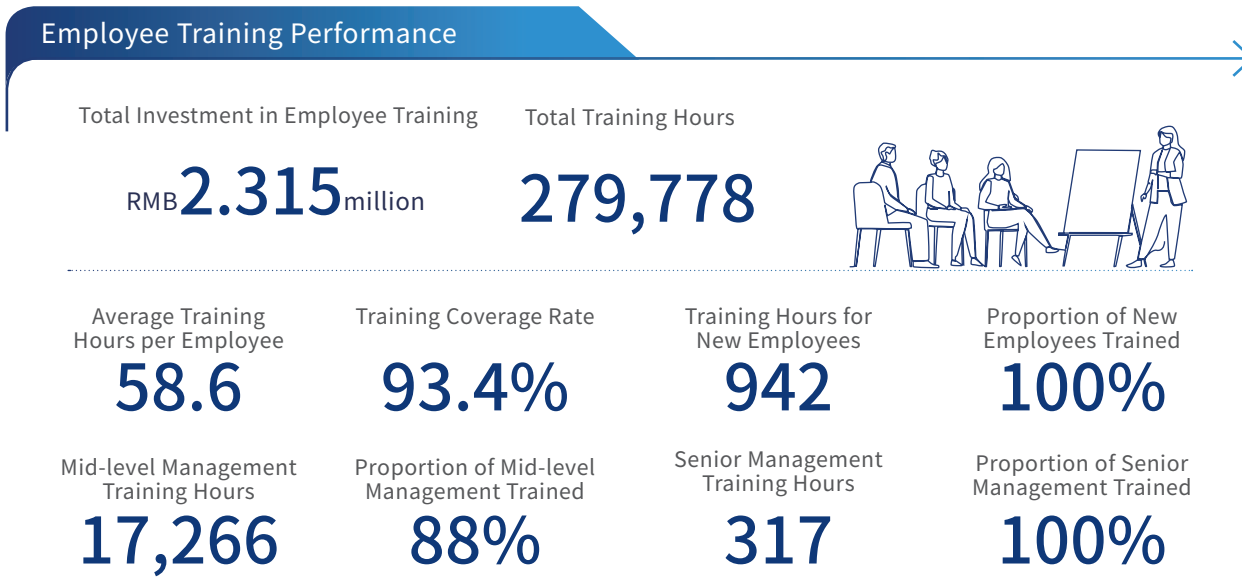 Employee Training Performance
Total Investment in Employee Training
RMB2.315million
Total Training Hours
279,778
Average Training
Hours per Employee
58.6
Training Coverage Rate
93.4%
Training Hours for
New Employees
942
Proportion of New
Employees Trained
100%
Mid-level Management
Training Hours
17,266
Proportion of Mid-level
Management Trained
88%
Senior Management
Training Hours
317
Proportion of Senior
Management Trained
100%